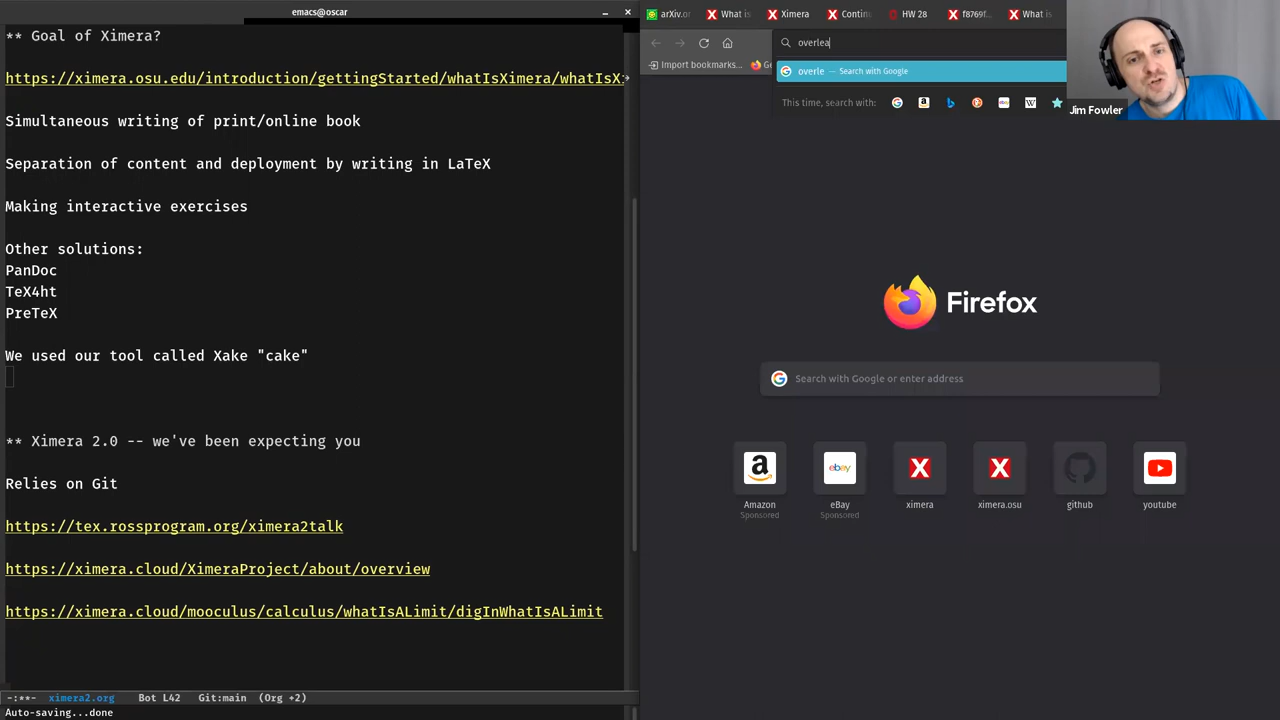 emacs@oscar
** Goal of Ximera?
https://ximera.osu.edu/introduction/gettingStarted/whatIsXimera/whatIsX
Simultaneous writing of print/online book
Separation of content and deployment by writing in LaTeX
Making interactive exercises
Other solutions:
PanDoc
TeX4ht
PreTeX
We used our tool called Xake "cake"
** Ximera 2.0 -- we've been expecting you
Relies on Git
https://tex.rossprogram.org/ximera2talk
https://ximera.cloud/XimeraProject/about/overview
https://ximera.cloud/mooculus/calculus/whatIsALimit/digInWhatIsALimit
-:**- ximera2.org Bot L42 Git:main (Org +2)
Auto-saving...done
arXiv.or What is Ximera Contin HW 28 f8769f What is
overlea
Import bookmarks... Ge
overle — Search with Google
This time, search with:
Jim Fowler
Firefox
Search with Google or enter address
Amazon
Sponsored
eBay
Sponsored
ximera
ximera.osu
github
youtube